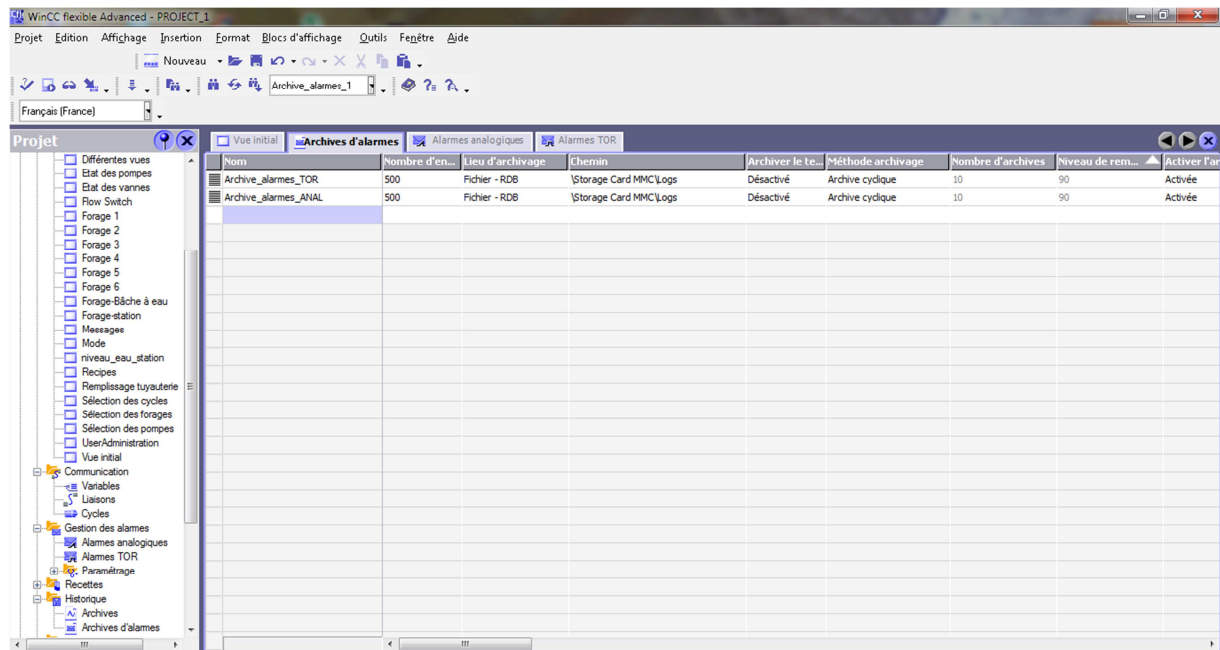 WinCC flexible Advanced - PROJECT_1
Projet Edition Affichage Insertion Format Blocs d'affichage Outils Fenêtre Aide
Nouveau
Archive_alarmes_1
Français (France)
Projet
Vue initial Archives d'alarmes Alarmes analogiques Alarmes TOR
Nom Nombre d'en... Lieu d'archivage Chemin Archiver le te... Méthode archivage Nombre d'archives Niveau de rem... Activer l'ar
Archive_alarmes_TOR 500 Fichier - RDB \Storage Card MMC\Logs Désactivé Archive cyclique 10 90 Activée
Archive_alarmes_ANAL 500 Fichier - RDB \Storage Card MMC\Logs Désactivé Archive cyclique 10 90 Activée
Différentes vues
Etat des pompes
Etat des vannes
Flow Switch
Forage 1
Forage 2
Forage 3
Forage 4
Forage 5
Forage 6
Forage-Bâche à eau
Forage-station
Messages
Mode
niveau_eau_station
Recipes
Remplissage tuyauterie
Sélection des cycles
Sélection des forages
Sélection des pompes
UserAdministration
Vue initial
Communication
Variables
Liaisons
Cycles
Gestion des alarmes
Alarmes analogiques
Alarmes TOR
Paramétrage
Recettes
Historique
Archives
Archives d'alarmes